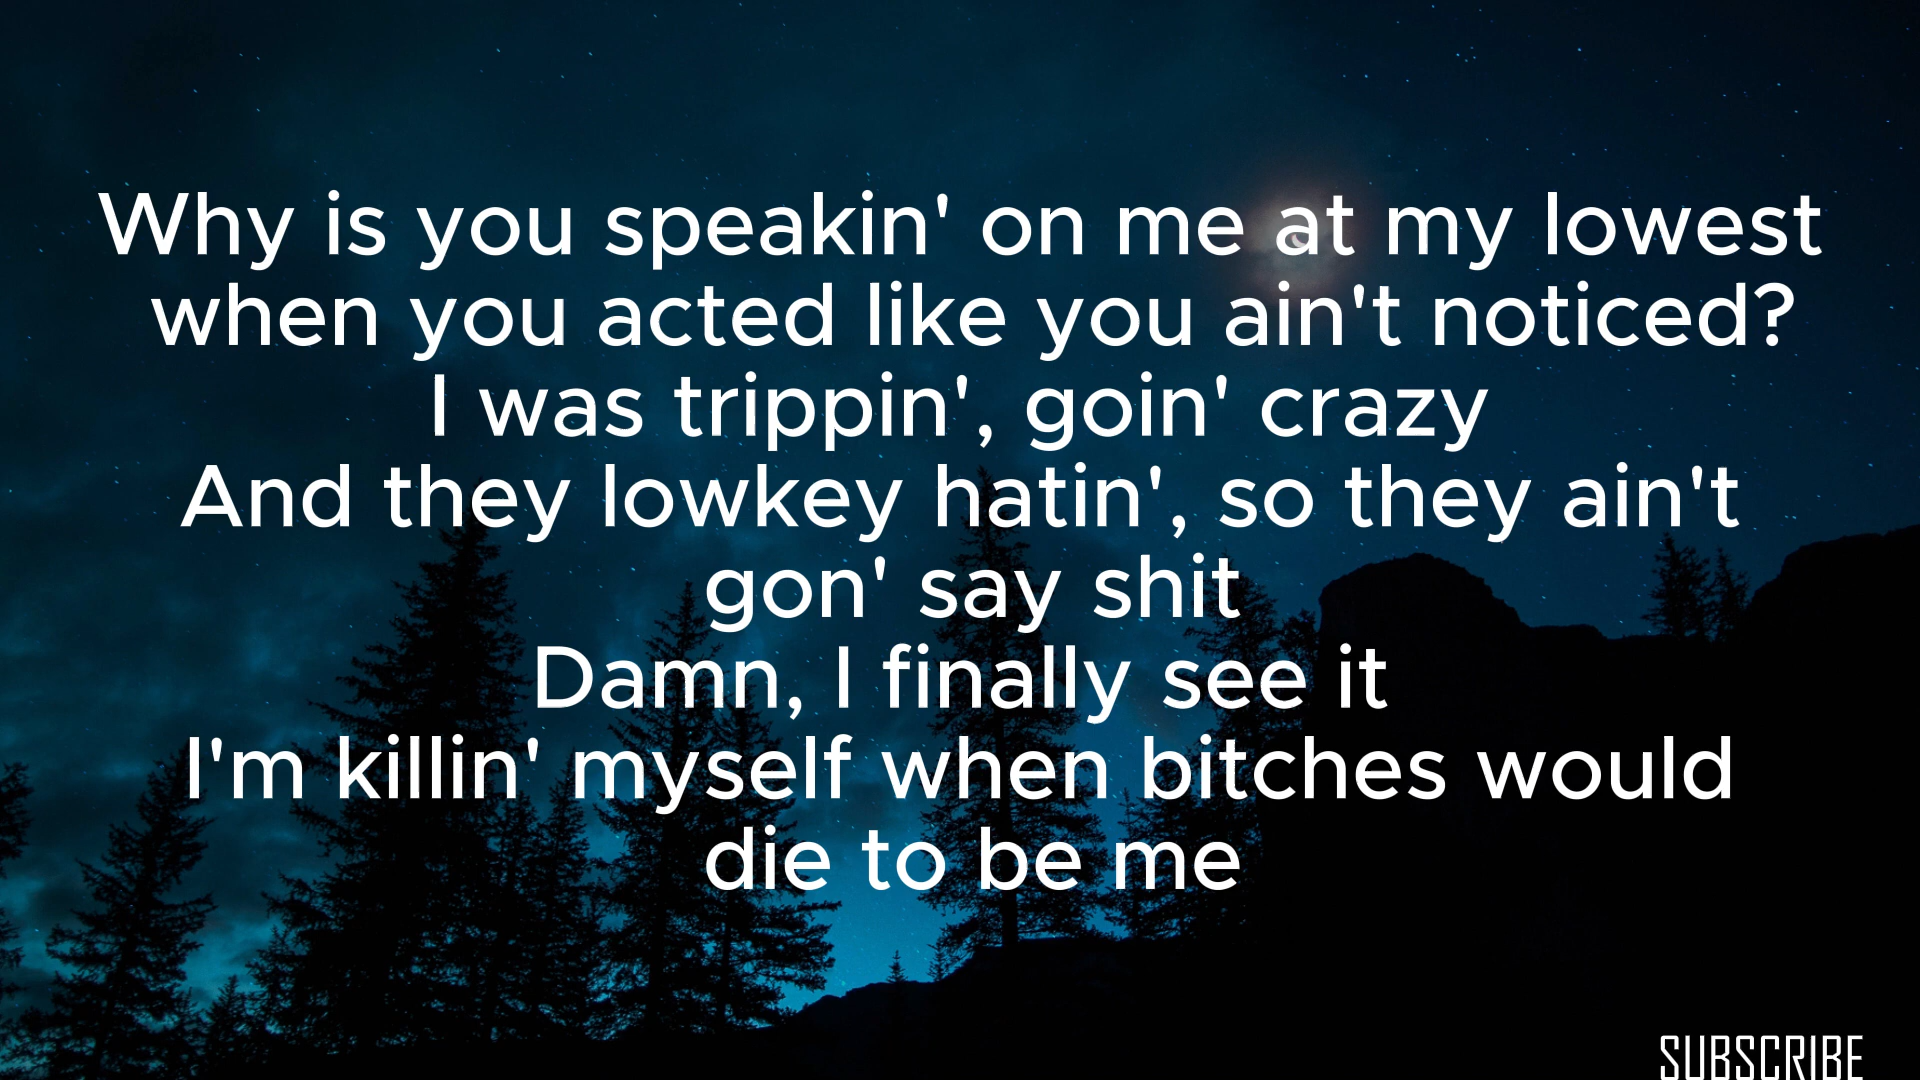 Why is you speakin' on me at my lowest
when you acted like you ain't noticed?
I was trippin', goin' crazy
And they lowkey hatin', so they ain't
gon' say shit
Damn, I finally see it
I'm killin' myself when bitches would
die to be me
SUBSCRIBE